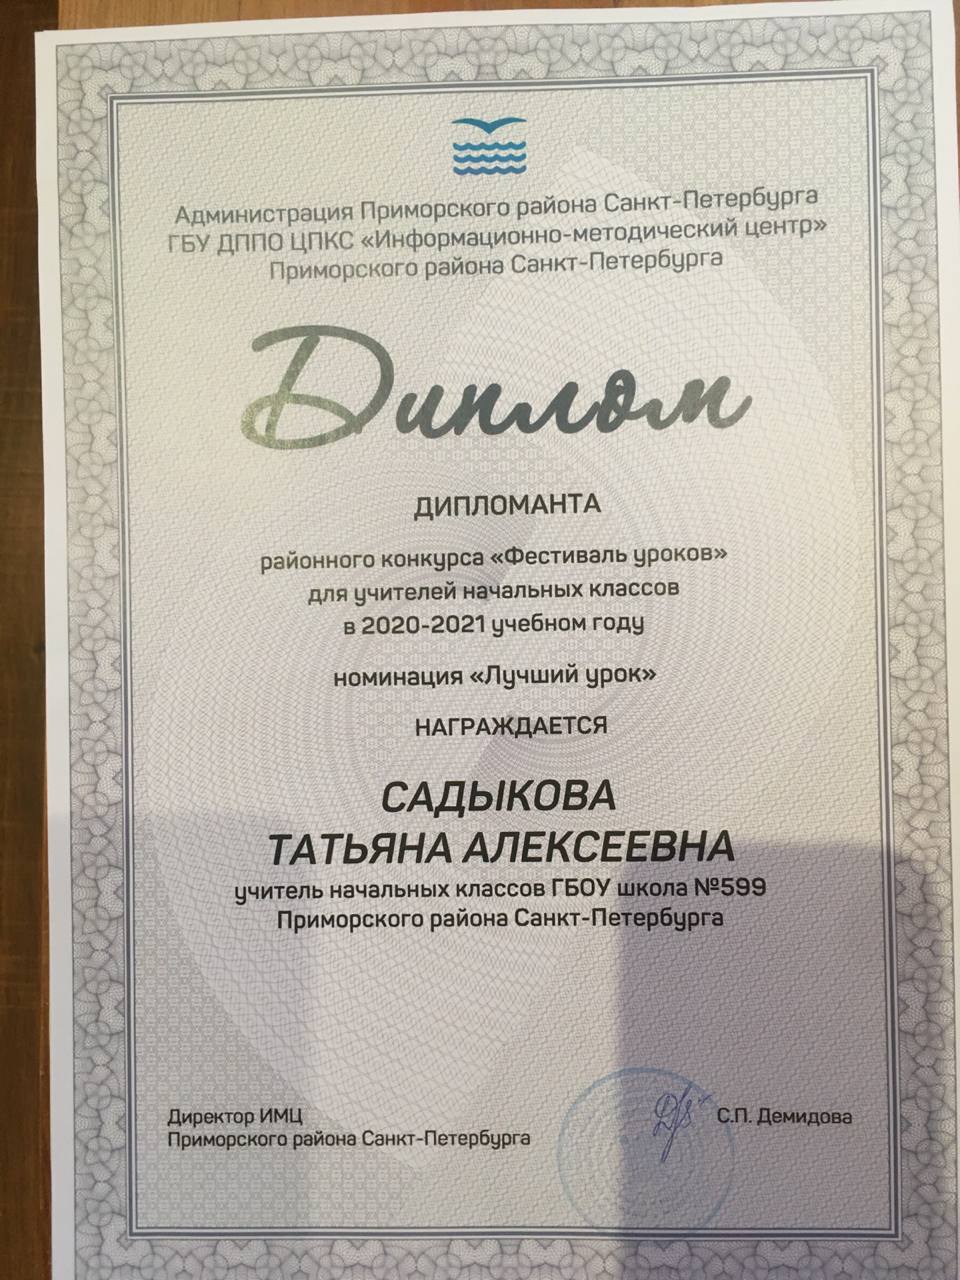 Администрация Приморского района Санкт-Петербурга
ГБУ ДППО ЦПКС «Информационно-методический центр»
Приморского района Санкт-Петербурга
Диплом
ДИПЛОМАНТА
районного конкурса «Фестиваль уроков»
для учителей начальных классов
в 2020-2021 учебном году
номинация «Лучший урок»
НАГРАЖДАЕТСЯ
САДЫКОВА
ТАТЬЯНА АЛЕКСЕЕВНА
учитель начальных классов ГБОУ школа №599
Приморского района Санкт-Петербурга
Директор ИМЦ
Приморского района Санкт-Петербурга
С.П. Демидова